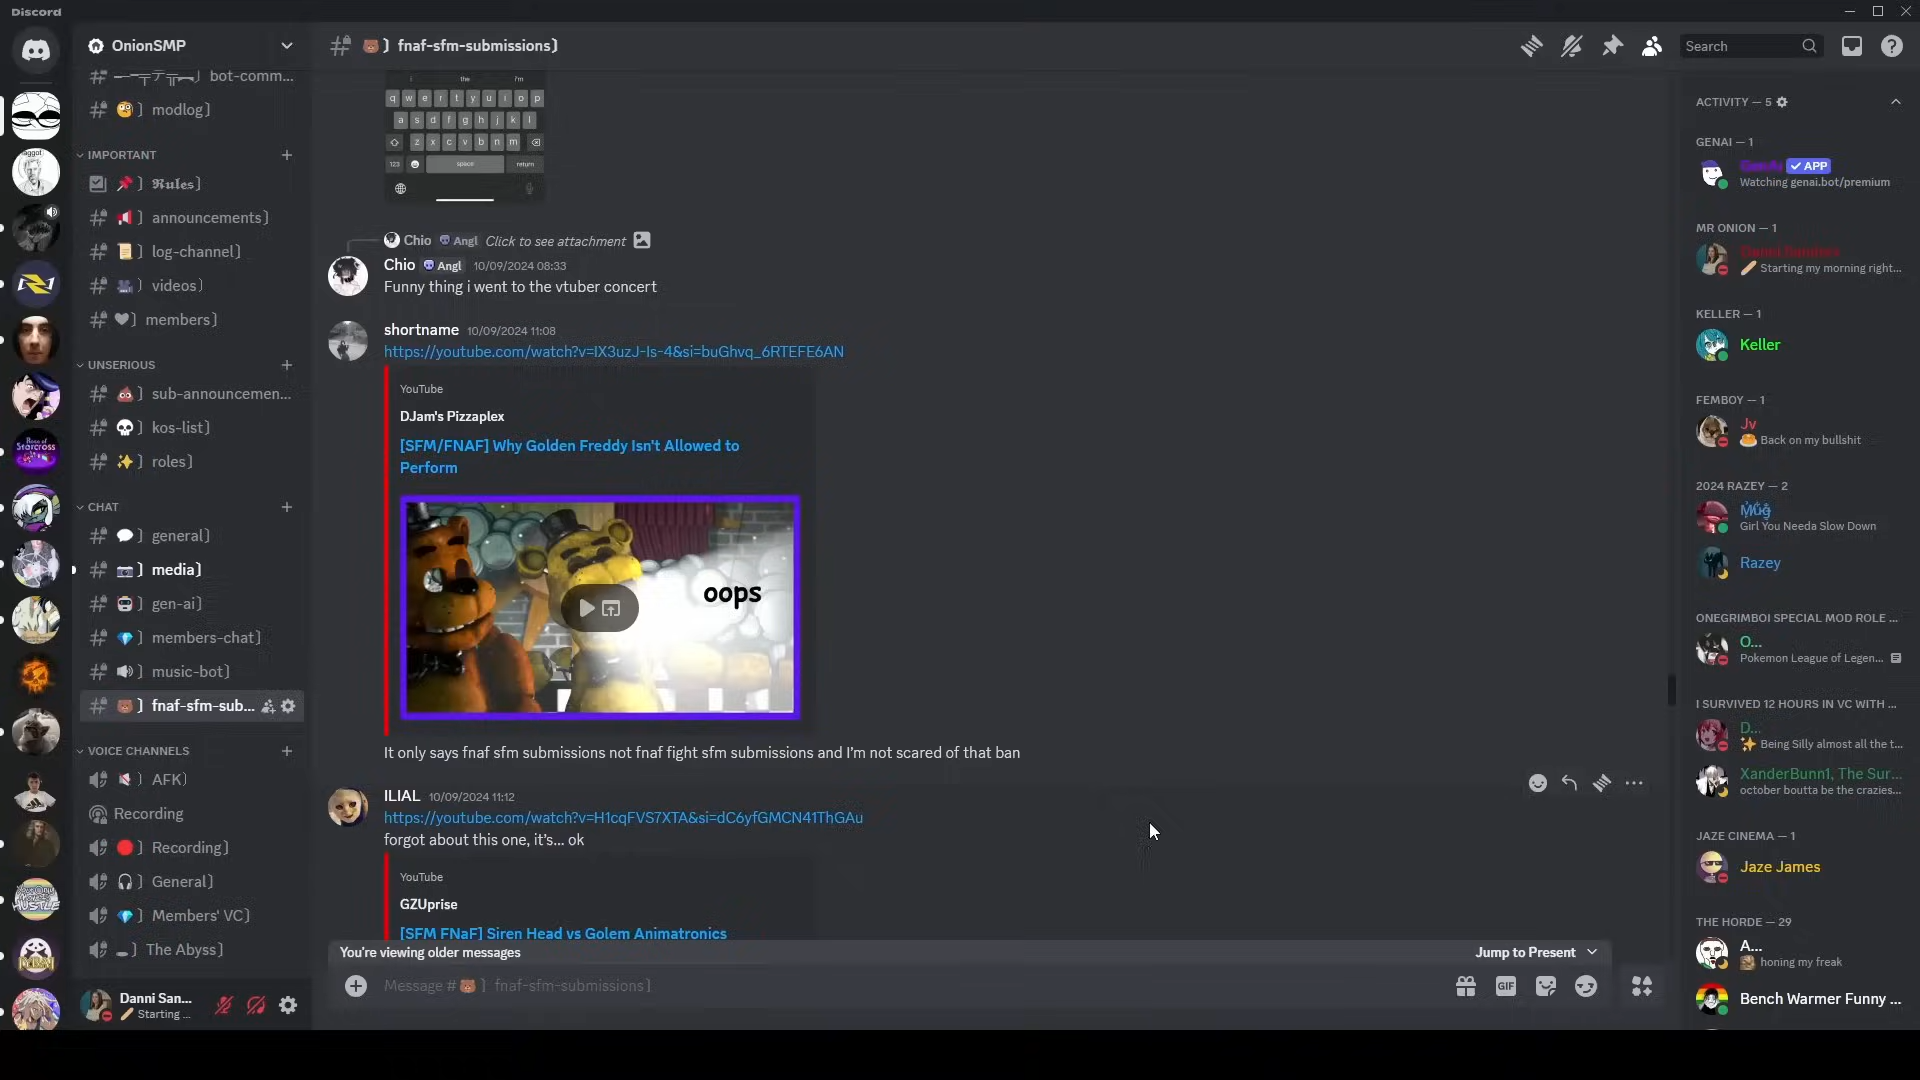 Discord
OnionSMP
bot-comm...
modlog
IMPORTANT
Rules
announcements
log-channel
videos
members
UNSERIOUS
sub-announcemen...
kos-list
roles
CHAT
general
media
gen-ai
members-chat
music-bot
fnaf-sfm-sub...
VOICE CHANNELS
AFK
Recording
Recording
General
Members' VC
The Abyss
Danni San...
Starting ...
fnaf-sfm-submissions
Search
i the I'm
q w e r t y u i o p
a s d f g h j k l
z x c v b n m
123 space return
Chio Angl Click to see attachment
Chio Angl 10/09/2024 08:33
Funny thing i went to the vtuber concert
shortname 10/09/2024 11:08
https://youtube.com/watch?v=IX3uzJ-Is-4&si=buGhvq_6RTEFE6AN
YouTube
DJam's Pizzaplex
[SFM/FNAF] Why Golden Freddy Isn't Allowed to
Perform
oops
It only says fnaf sfm submissions not fnaf fight sfm submissions and I'm not scared of that ban
ILIAL 10/09/2024 11:12
https://youtube.com/watch?v=H1cqFVS7XTA&si=dC6yfGMCN41ThGAu
forgot about this one, it's... ok
YouTube
GZUprise
[SFM FNaF] Siren Head vs Golem Animatronics
You're viewing older messages Jump to Present
Message # fnaf-sfm-submissions
GIF
ACTIVITY — 5
GENAI — 1
GenAI APP
Watching genai.bot/premium
MR ONION — 1
Danni Sanders
Starting my morning right...
KELLER — 1
Keller
FEMBOY — 1
Jv
Back on my bullshit
2024 RAZEY — 2
Mug
Girl You Needa Slow Down
Razey
ONEGRIMBOI SPECIAL MOD ROLE ...
O...
Pokemon League of Legen...
I SURVIVED 12 HOURS IN VC WITH ...
D...
Being Silly almost all the t...
XanderBunn1, The Sur...
october boutta be the crazies...
JAZE CINEMA — 1
Jaze James
THE HORDE — 29
A...
honing my freak
Bench Warmer Funny ...